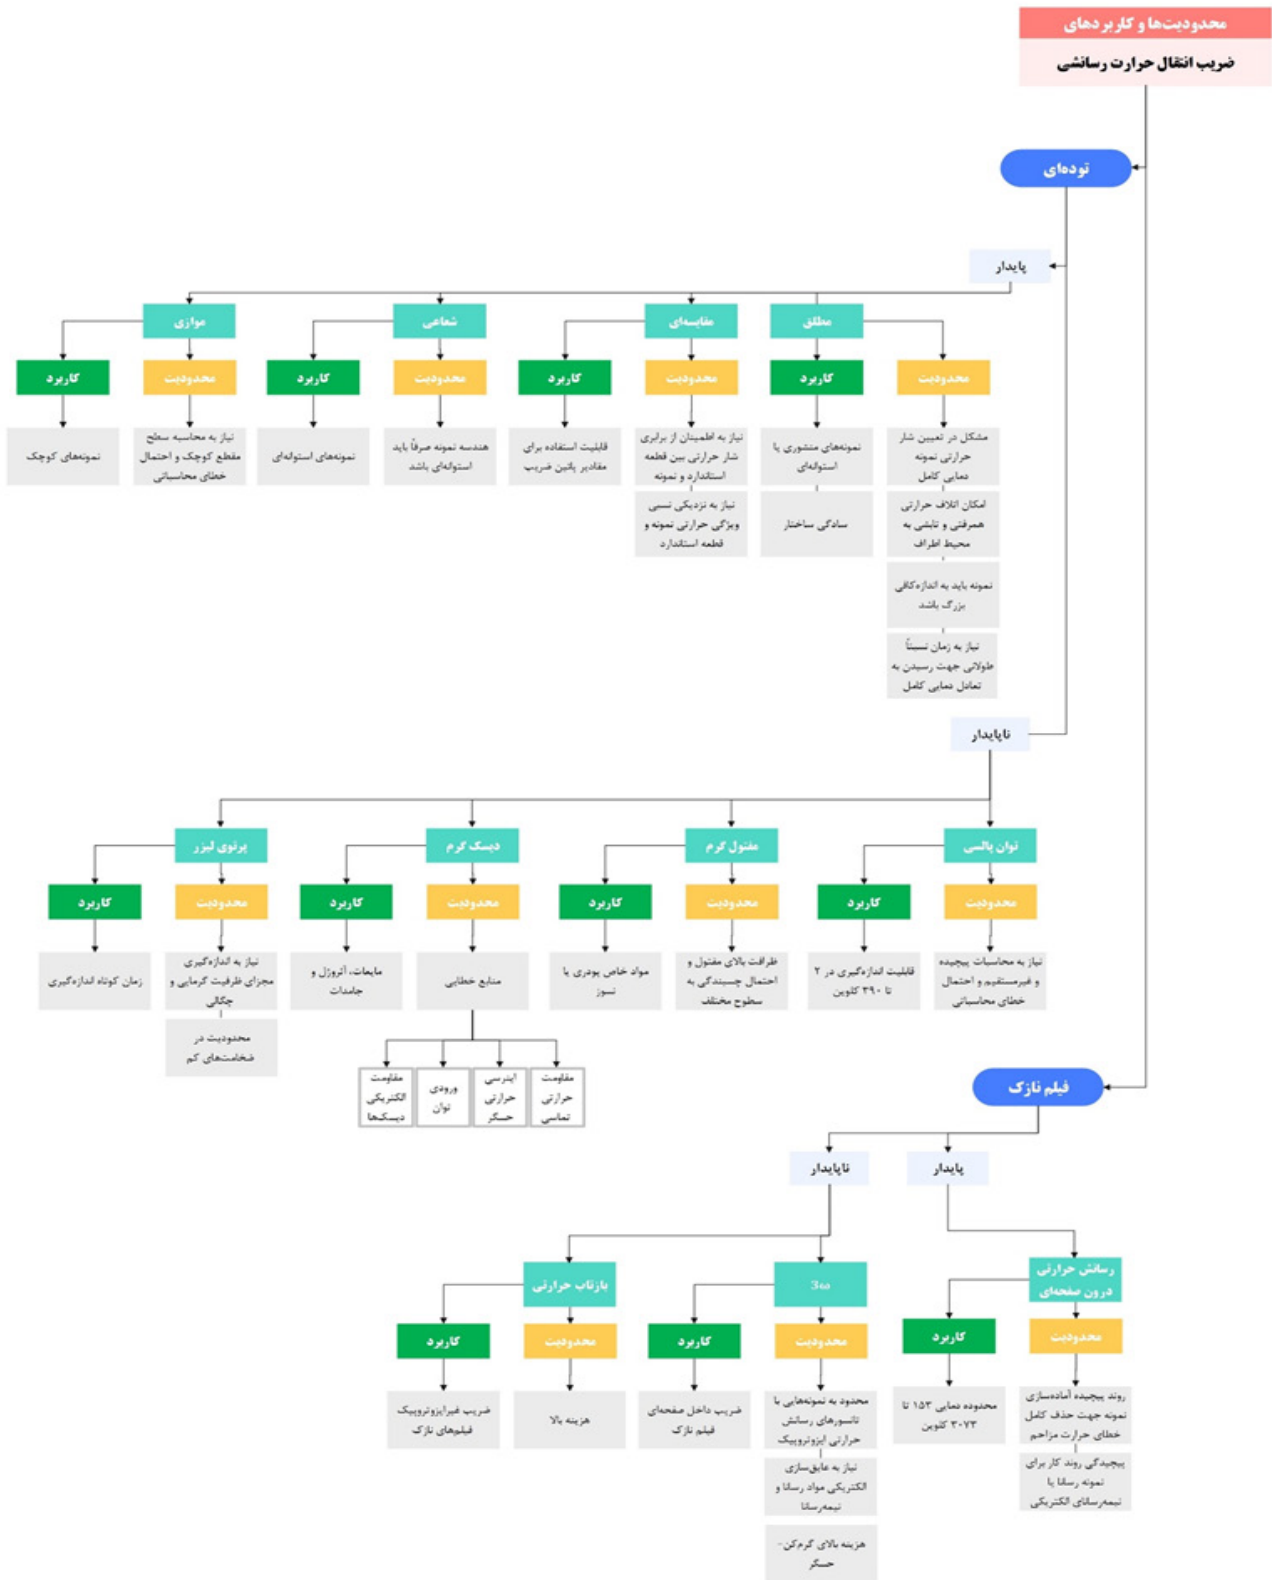 محدودیت‌ها و کاربردهای
ضریب انتقال حرارت رسانشی
توده‌ای
پایدار
مطلق
محدودیت
مشکل در تعیین شار
حرارتی نمونه
دمایی کامل
امکان اتلاف حرارتی
همرفتی و تابشی به
محیط اطراف
نمونه باید به اندازه‌کافی
بزرگ باشد
نیاز به زمان نسبتاً
طولانی جهت رسیدن به
تعادل دمایی کامل
کاربرد
نمونه‌های منشوری یا
استوانه‌ای
سادگی ساختار
مقایسه‌ای
محدودیت
نیاز به اطمینان از برابری
شار حرارتی بین قطعه
استاندارد و نمونه
نیاز به نزدیکی نسبی
ویژگی حرارتی نمونه و
قطعه استاندارد
کاربرد
قابلیت استفاده برای
مقادیر پائین ضریب
شعاعی
محدودیت
هندسه نمونه صرفاً باید
استوانه‌ای باشد
کاربرد
نمونه‌های استوانه‌ای
موازی
محدودیت
نیاز به محاسبه سطح
مقطع کوچک و احتمال
خطای محاسباتی
کاربرد
نمونه‌های کوچک
ناپایدار
توان پالسی
محدودیت
نیاز به محاسبات پیچیده
و غیرمستقیم و احتمال
خطای محاسباتی
کاربرد
قابلیت اندازه‌گیری در ۲
تا ۳۹۰ کلوین
مفتول گرم
محدودیت
ظرافت بالای مفتول و
احتمال چسبندگی به
سطوح مختلف
کاربرد
مواد خاص پودری یا
نسوز
دیسک گرم
محدودیت
منابع خطایی
مقاومت
حرارتی
تماسی
اینرسی
حرارتی
حسگر
ورودی
توان
مقاومت
الکتریکی
دیسک‌ها
کاربرد
مایعات، آئروژل و
جامدات
پرتوی لیزر
محدودیت
نیاز به اندازه‌گیری
مجزای ظرفیت گرمایی و
چگالی
محدودیت در
ضخامت‌های کم
کاربرد
زمان کوتاه اندازه‌گیری
فیلم نازک
پایدار
رسانش حرارتی
درون صفحه‌ای
محدودیت
روند پیچیده آماده‌سازی
نمونه جهت حذف کامل
خطای حرارت مزاحم
پیچیدگی روند کار برای
نمونه رسانا یا
نیمه‌رسانای الکتریکی
کاربرد
محدوده دمایی ۱۵۳ تا
۳۰۷۳ کلوین
ناپایدار
3ω
محدودیت
محدود به نمونه‌هایی با
تانسورهای رسانش
حرارتی ایزوتروپیک
نیاز به عایق‌سازی
الکتریکی مواد رسانا و
نیمه‌رسانا
هزینه بالای گرم‌کن-
حسگر
کاربرد
ضریب داخل صفحه‌ای
فیلم نازک
بازتاب حرارتی
محدودیت
هزینه بالا
کاربرد
ضریب غیرایزوتروپیک
فیلم‌های نازک